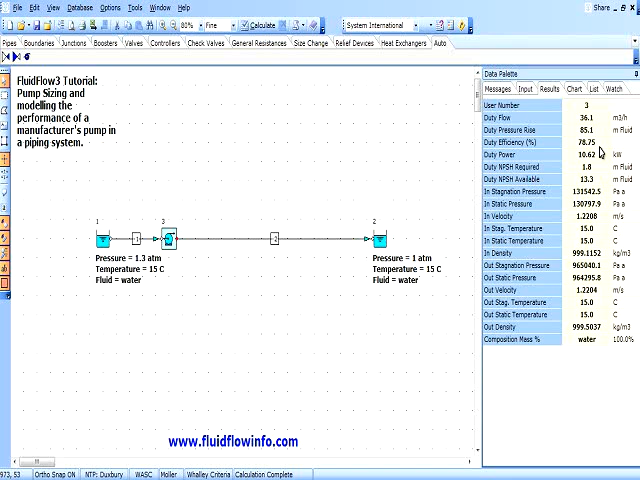 File Edit View Database Options Tools Window Help Share
80% Fine Calculate System International
Pipes Boundaries Junctions Boosters Valves Controllers Check Valves General Resistances Size Change Relief Devices Heat Exchangers Auto
Data Palette
Messages Input Results Chart List Watch
FluidFlow3 Tutorial:
Pump Sizing and
modelling the
performance of a
manufacturer's pump in
a piping system.
User Number 3
Duty Flow 36.1 m3/h
Duty Pressure Rise 85.1 m Fluid
Duty Efficiency (%) 78.75
Duty Power 10.62 kW
Duty NPSH Required 1.8 m Fluid
Duty NPSH Available 13.3 m Fluid
In Stagnation Pressure 131542.5 Pa a
In Static Pressure 130797.9 Pa a
In Velocity 1.2208 m/s
In Stag. Temperature 15.0 C
In Static Temperature 15.0 C
In Density 999.1152 kg/m3
Out Stagnation Pressure 965040.1 Pa a
Out Static Pressure 964295.8 Pa a
Out Velocity 1.2204 m/s
Out Stag. Temperature 15.0 C
Out Static Temperature 15.0 C
Out Density 999.5037 kg/m3
Composition Mass % water 100.0%
1 3 2
-1 -2
Pressure = 1.3 atm
Temperature = 15 C
Fluid = water
Pressure = 1 atm
Temperature = 15 C
Fluid = water
www.fluidflowinfo.com
973, 53 Ortho Snap ON NTP: Duxbury WASC Moller Whalley Criteria Calculation Complete